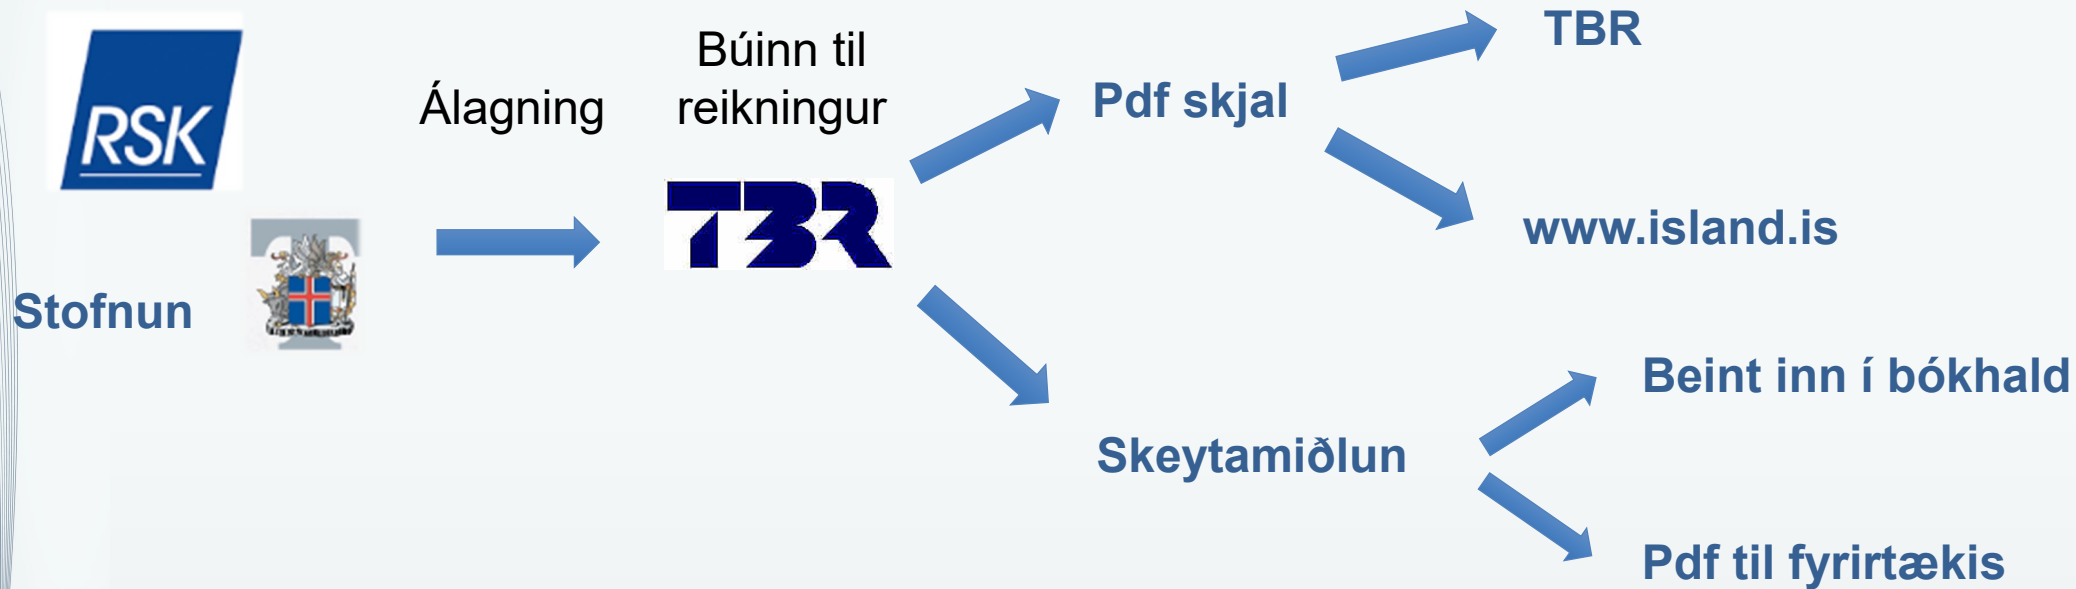 RSK
Stofnun
Álagning
Búinn til
reikningur
TBR
Pdf skjal
TBR
www.island.is
Skeytamiðlun
Beint inn í bókhald
Pdf til fyrirtækis